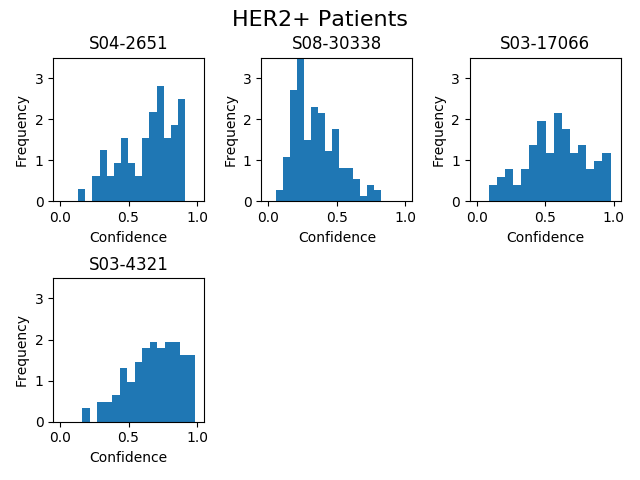 HER2+ Patients
S04-2651
S08-30338
S03-17066
Frequency
3
2
1
0
0.0
0.5
1.0
Confidence
Frequency
3
2
1
0
0.0
0.5
1.0
Confidence
Frequency
3
2
1
0
0.0
0.5
1.0
Confidence
S03-4321
Frequency
3
2
1
0
0.0
0.5
1.0
Confidence